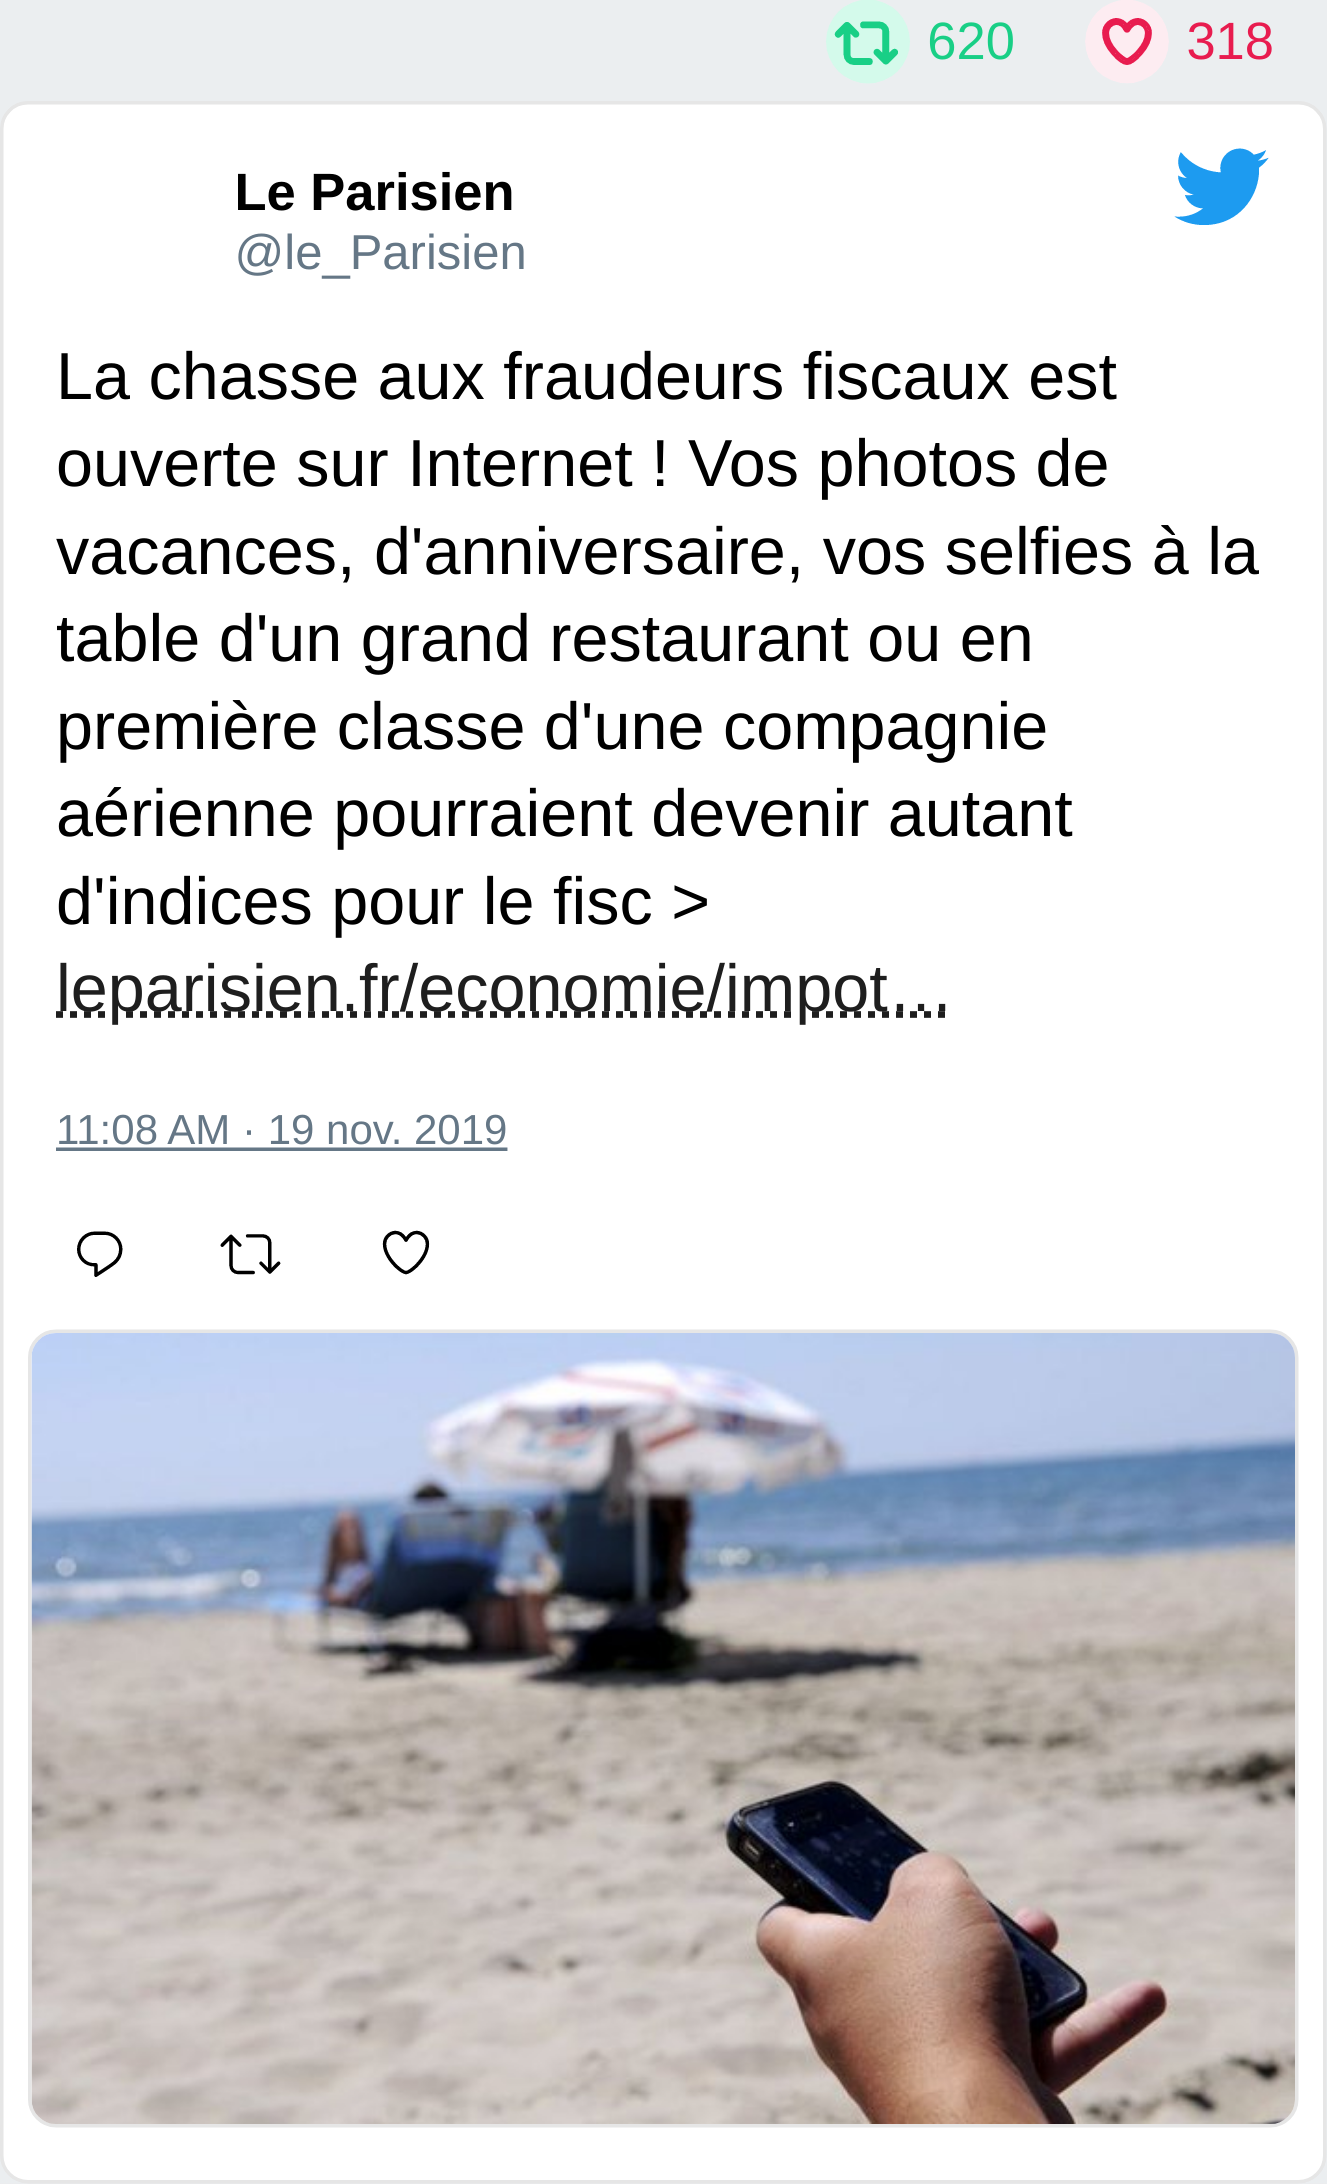 620 318
Le Parisien
@le_Parisien
La chasse aux fraudeurs fiscaux est
ouverte sur Internet ! Vos photos de
vacances, d'anniversaire, vos selfies à la
table d'un grand restaurant ou en
première classe d'une compagnie
aérienne pourraient devenir autant
d'indices pour le fisc >
leparisien.fr/economie/impot…
11:08 AM · 19 nov. 2019